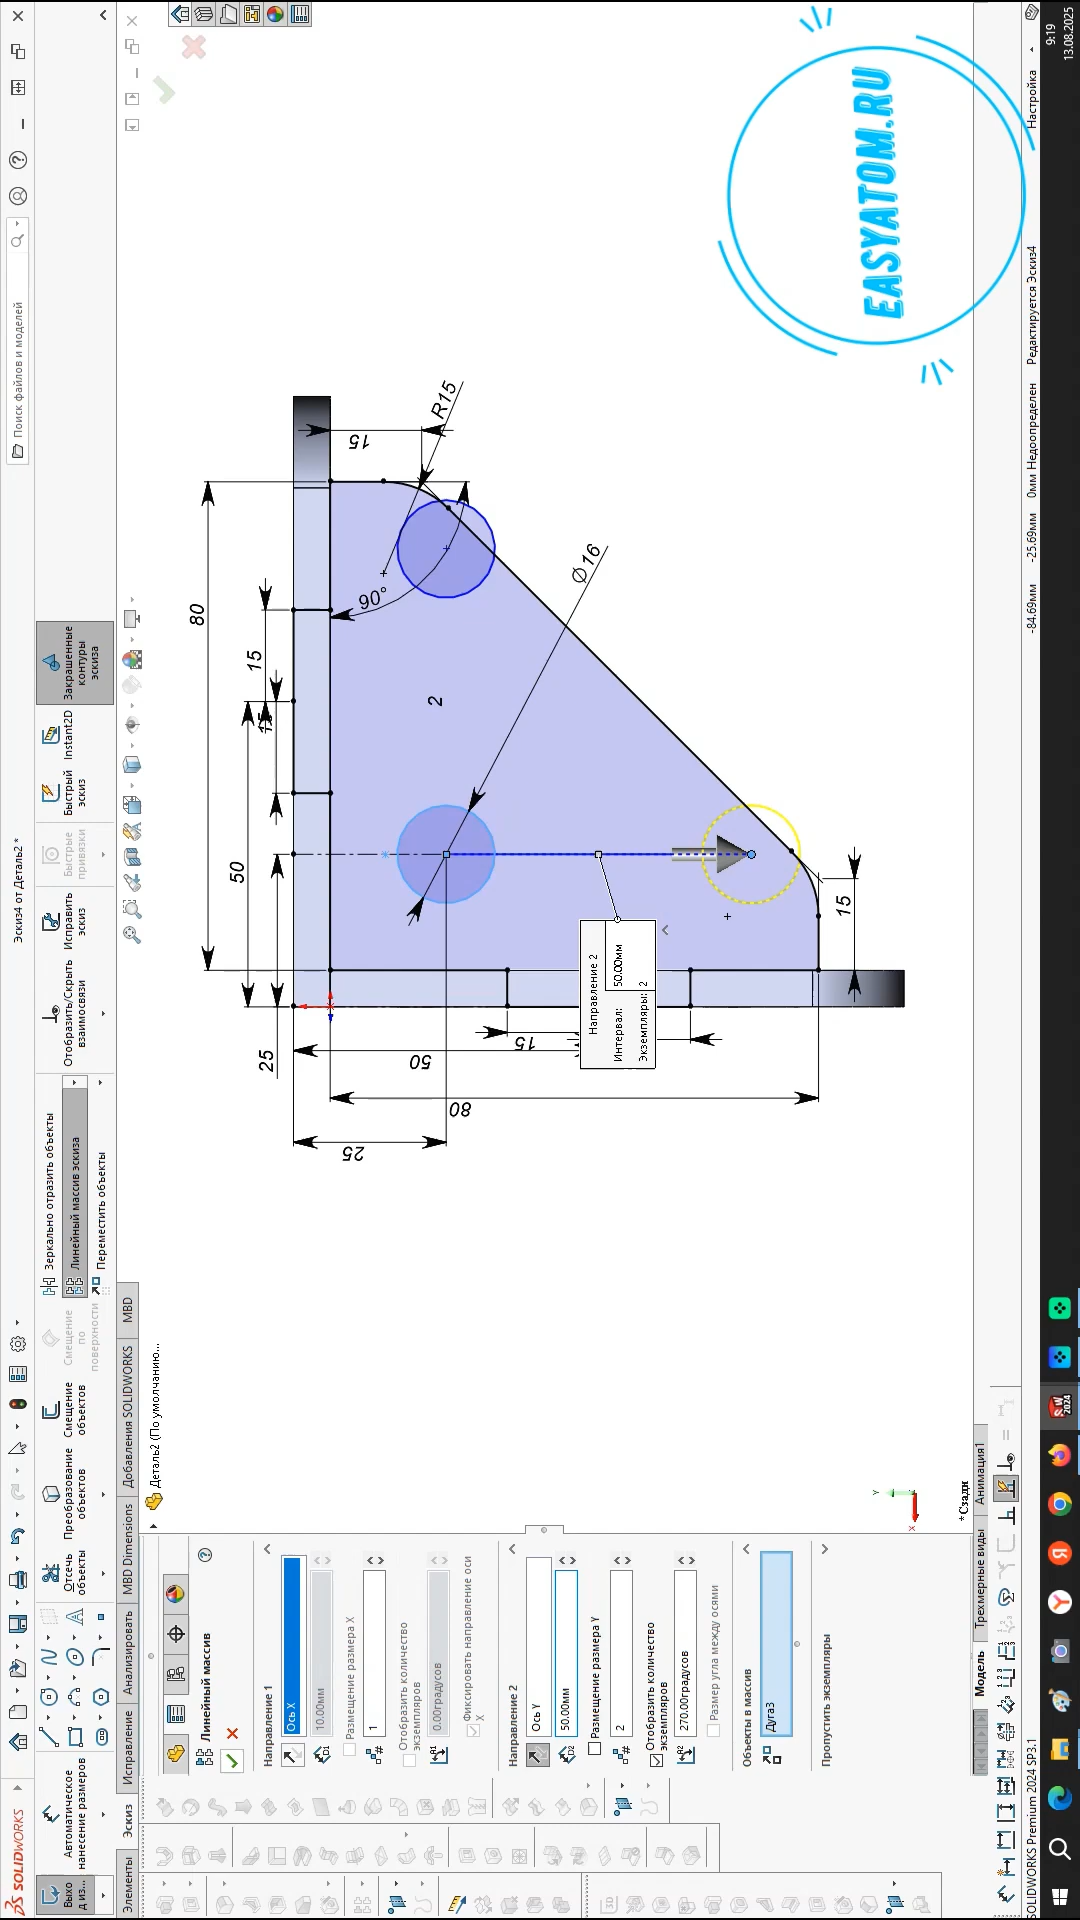 SOLIDWORKS
Эскиз4 от Деталь2 *
Поиск файлов и моделей
Выхо
д из...
Автоматическое
нанесение размеров
Отсечь
объекты
Преобразование
объектов
Смещение
объектов
Смещение
по
поверхности
Зеркально отразить объекты
Линейный массив эскиза
Переместить объекты
Отобразить/Скрыть
взаимосвязи
Исправить
эскиз
Быстрые
привязки
Быстрый
эскиз
Instant2D
Закрашенные
контуры
эскиза
Элементы
Эскиз
Исправление
Анализировать
MBD Dimensions
Добавления SOLIDWORKS
MBD
Деталь2 (По умолчанию...
Линейный массив
Направление 1
Ось X
10.00мм
Размещение размера X
1
Отобразить количество
экземпляров
0.00градусов
Фиксировать направление оси
X
Направление 2
Ось Y
50.00мм
Размещение размера Y
2
Отобразить количество
экземпляров
270.00градусов
Размер угла между осями
Объекты в массив
Дуга3
Пропустить экземпляры
80
15
15
50
25
R15
15
90°
Ø16
2
15
15
50
80
25
Направление 2
Интервал: 50.00мм
Экземпляры: 2
Y
X
*Сзади
EASYATOM.RU
Модель
Трехмерные виды
Анимация1
SOLIDWORKS Premium 2024 SP3.1
-84.69мм
-25.69мм
0мм
Недоопределен
Редактируется Эскиз4
Настройка
SW
2024
9:19
13.08.2025